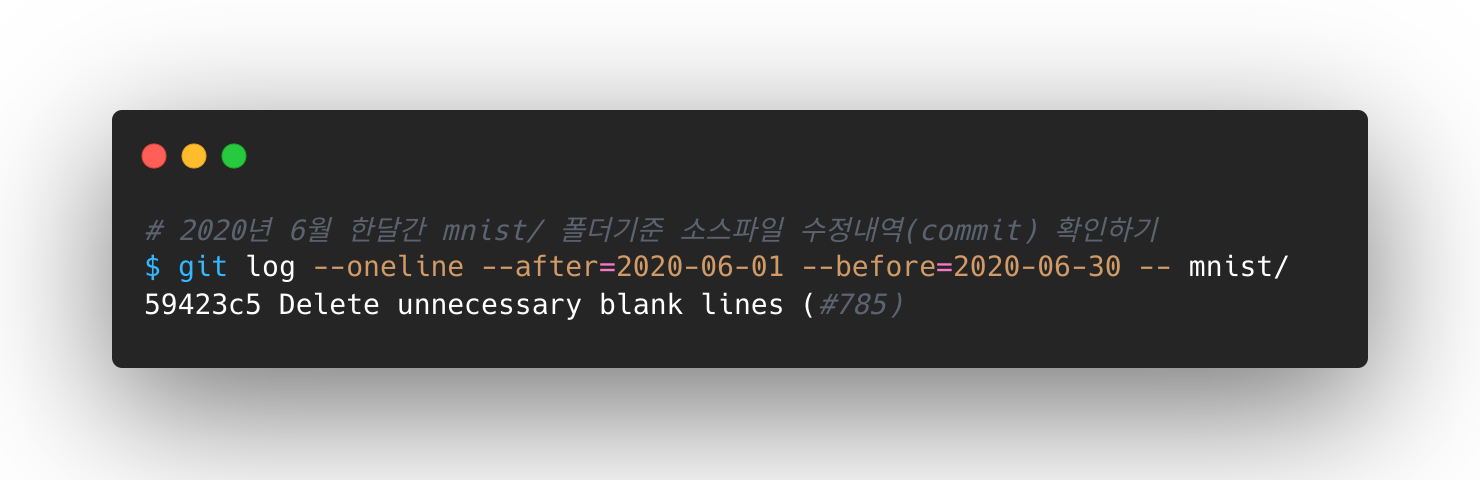 # 2020년 6월 한달간 mnist/ 폴더기준 소스파일 수정내역(commit) 확인하기
$ git log --oneline --after=2020-06-01 --before=2020-06-30 -- mnist/
59423c5 Delete unnecessary blank lines (#785)